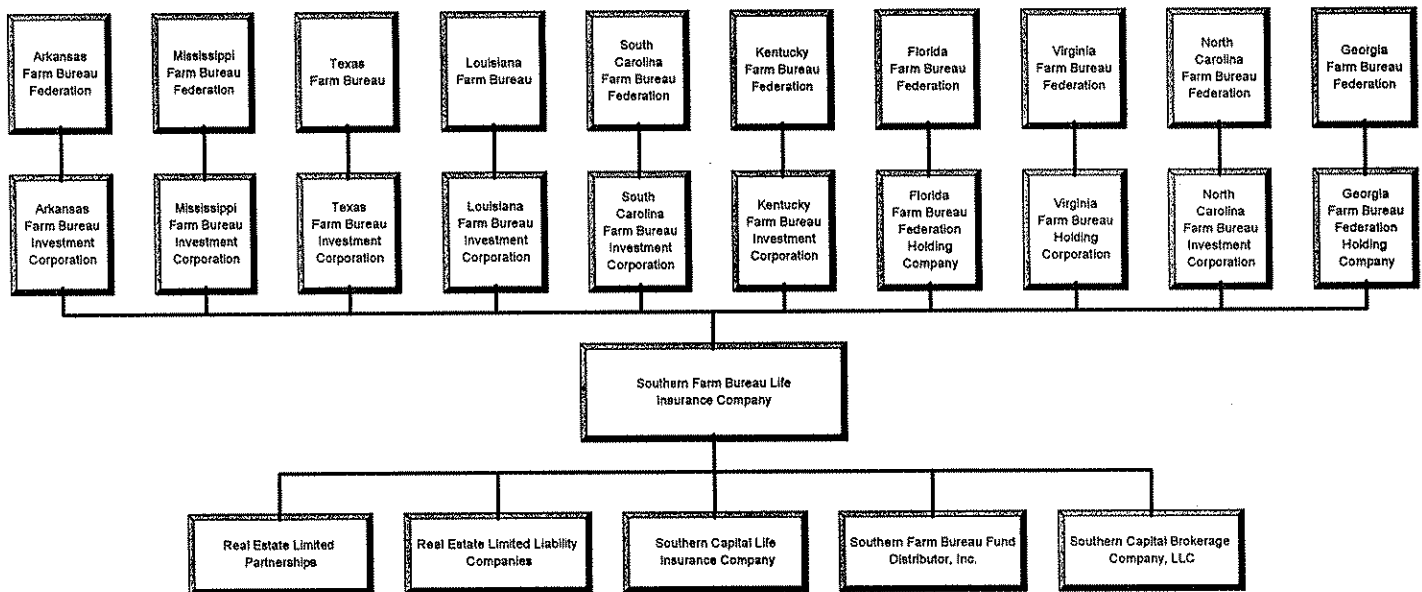 Arkansas
Farm Bureau
Federation
Mississippi
Farm Bureau
Federation
Texas
Farm Bureau
Louisiana
Farm Bureau
South
Carolina
Farm Bureau
Federation
Kentucky
Farm Bureau
Federation
Florida
Farm Bureau
Federation
Virginia
Farm Bureau
Federation
North
Carolina
Farm Bureau
Federation
Georgia
Farm Bureau
Federation
Arkansas
Farm Bureau
Investment
Corporation
Mississippi
Farm Bureau
Investment
Corporation
Texas
Farm Bureau
Investment
Corporation
Louisiana
Farm Bureau
Investment
Corporation
South
Carolina
Farm Bureau
Investment
Corporation
Kentucky
Farm Bureau
Investment
Corporation
Florida
Farm Bureau
Federation
Holding
Company
Virginia
Farm Bureau
Holding
Corporation
North
Carolina
Farm Bureau
Investment
Corporation
Georgia
Farm Bureau
Federation
Holding
Company
Southern Farm Bureau Life
Insurance Company
Real Estate Limited
Partnerships
Real Estate Limited Liability
Companies
Southern Capital Life
Insurance Company
Southern Farm Bureau Fund
Distributor, Inc.
Southern Capital Brokerage
Company, LLC